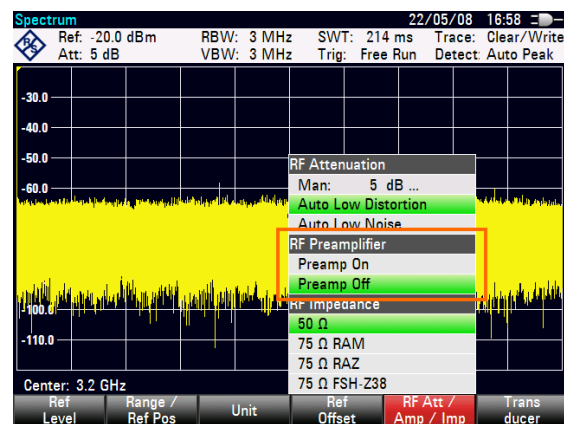 Spectrum 22/05/08 16:58
Ref: -20.0 dBm RBW: 3 MHz SWT: 214 ms Trace: Clear/Write
Att: 5 dB VBW: 3 MHz Trig: Free Run Detect: Auto Peak
-30.0
-40.0
-50.0
-60.0
-100.0
-110.0
RF Attenuation
Man: 5 dB ...
Auto Low Distortion
Auto Low Noise
RF Preamplifier
Preamp On
Preamp Off
RF Impedance
50 Ω
75 Ω RAM
75 Ω RAZ
75 Ω FSH-Z38
Center: 3.2 GHz
Ref Level
Range / Ref Pos
Unit
Ref Offset
RF Att / Amp / Imp
Trans ducer